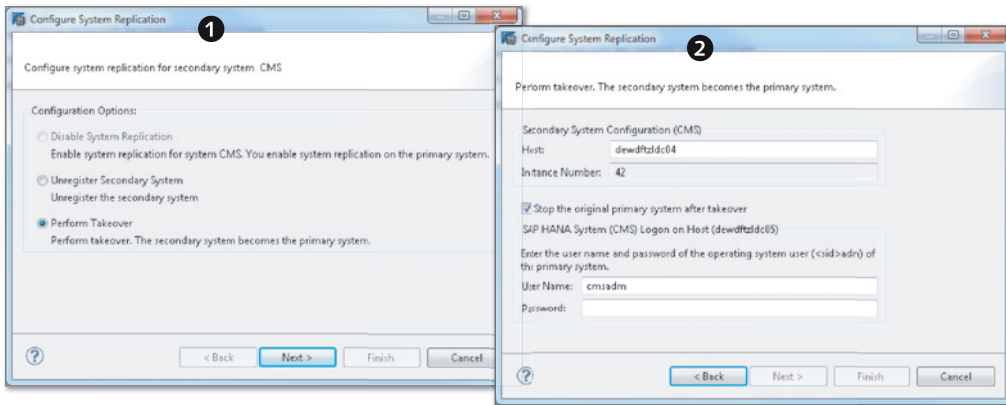 Configure System Replication
1
Configure system replication for secondary system CMS
Configuration Options:
Disable System Replication
Enable system replication for system CMS. You enable system replication on the primary system.
Unregister Secondary System
Unregister the secondary system
Perform Takeover
Perform takeover. The secondary system becomes the primary system.
?
< Back Next > Finish Cancel
Configure System Replication
2
Perform takeover. The secondary system becomes the primary system.
Secondary System Configuration (CMS)
Host: dewdftzldc04
Instance Number: 42
Stop the original primary system after takeover
SAP HANA System (CMS) Logon on Host (dewdftzldc05)
Enter the user name and password of the operating system user (<sid>adn) of
the primary system.
User Name: cmsadm
Password:
?
< Back Next > Finish Cancel